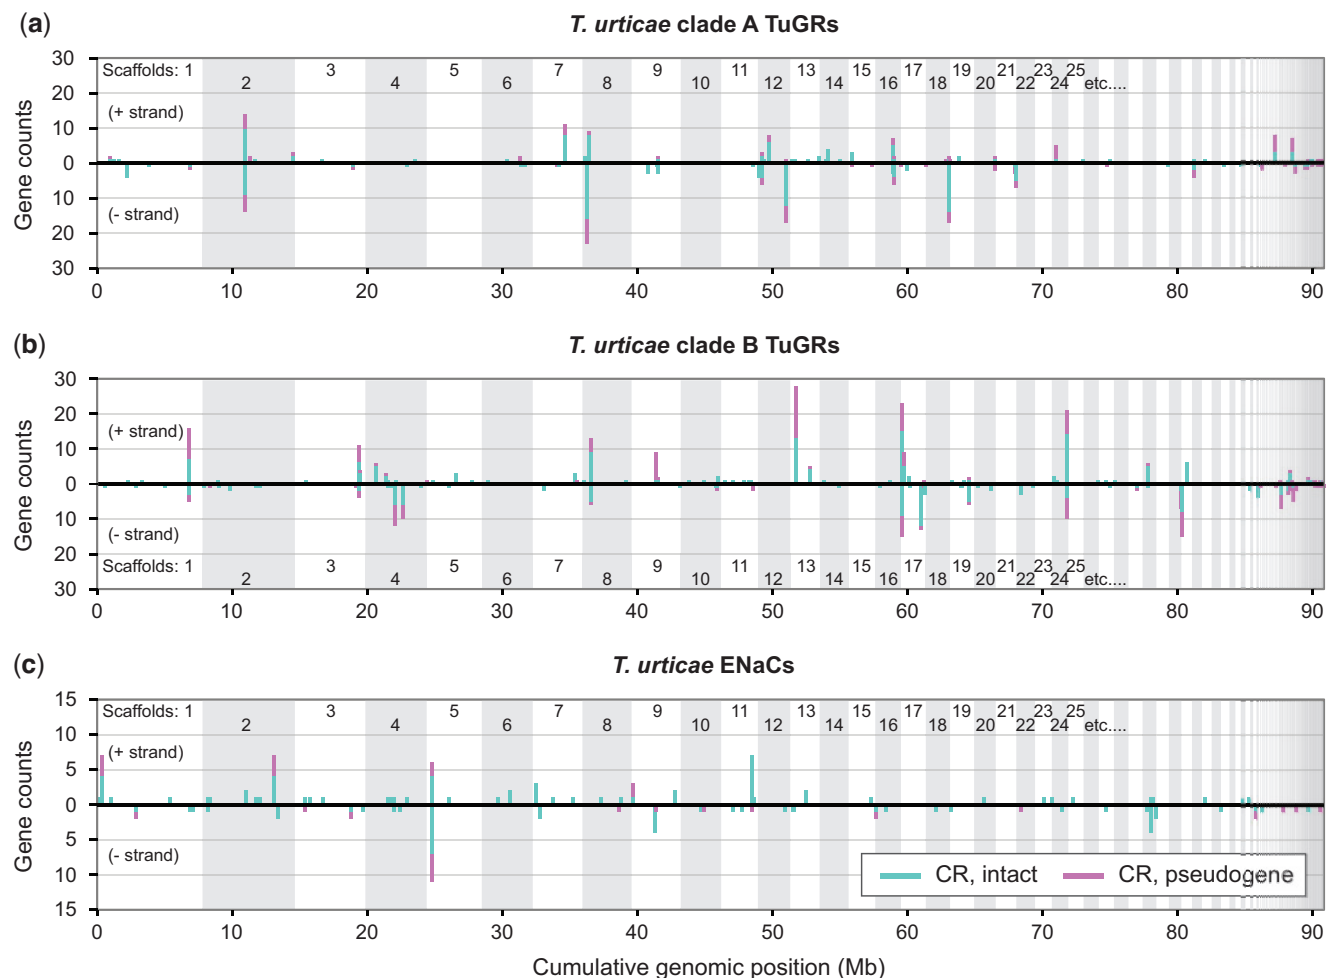 (a)
T. urticae clade A TuGRs
Gene counts
30
20
10
0
10
20
30
Scaffolds: 1 2 3 4 5 6 7 8 9 10 11 12 13 14 15 16 17 18 19 20 21 22 23 24 25 etc....
(+ strand)
(- strand)
0 10 20 30 40 50 60 70 80 90
(b)
T. urticae clade B TuGRs
Gene counts
30
20
10
0
10
20
30
(+ strand)
(- strand)
Scaffolds: 1 2 3 4 5 6 7 8 9 10 11 12 13 14 15 16 17 18 19 20 21 22 23 24 25 etc....
0 10 20 30 40 50 60 70 80 90
(c)
T. urticae ENaCs
Gene counts
15
10
5
0
5
10
15
Scaffolds: 1 2 3 4 5 6 7 8 9 10 11 12 13 14 15 16 17 18 19 20 21 22 23 24 25 etc....
(+ strand)
(- strand)
CR, intact
CR, pseudogene
0 10 20 30 40 50 60 70 80 90
Cumulative genomic position (Mb)